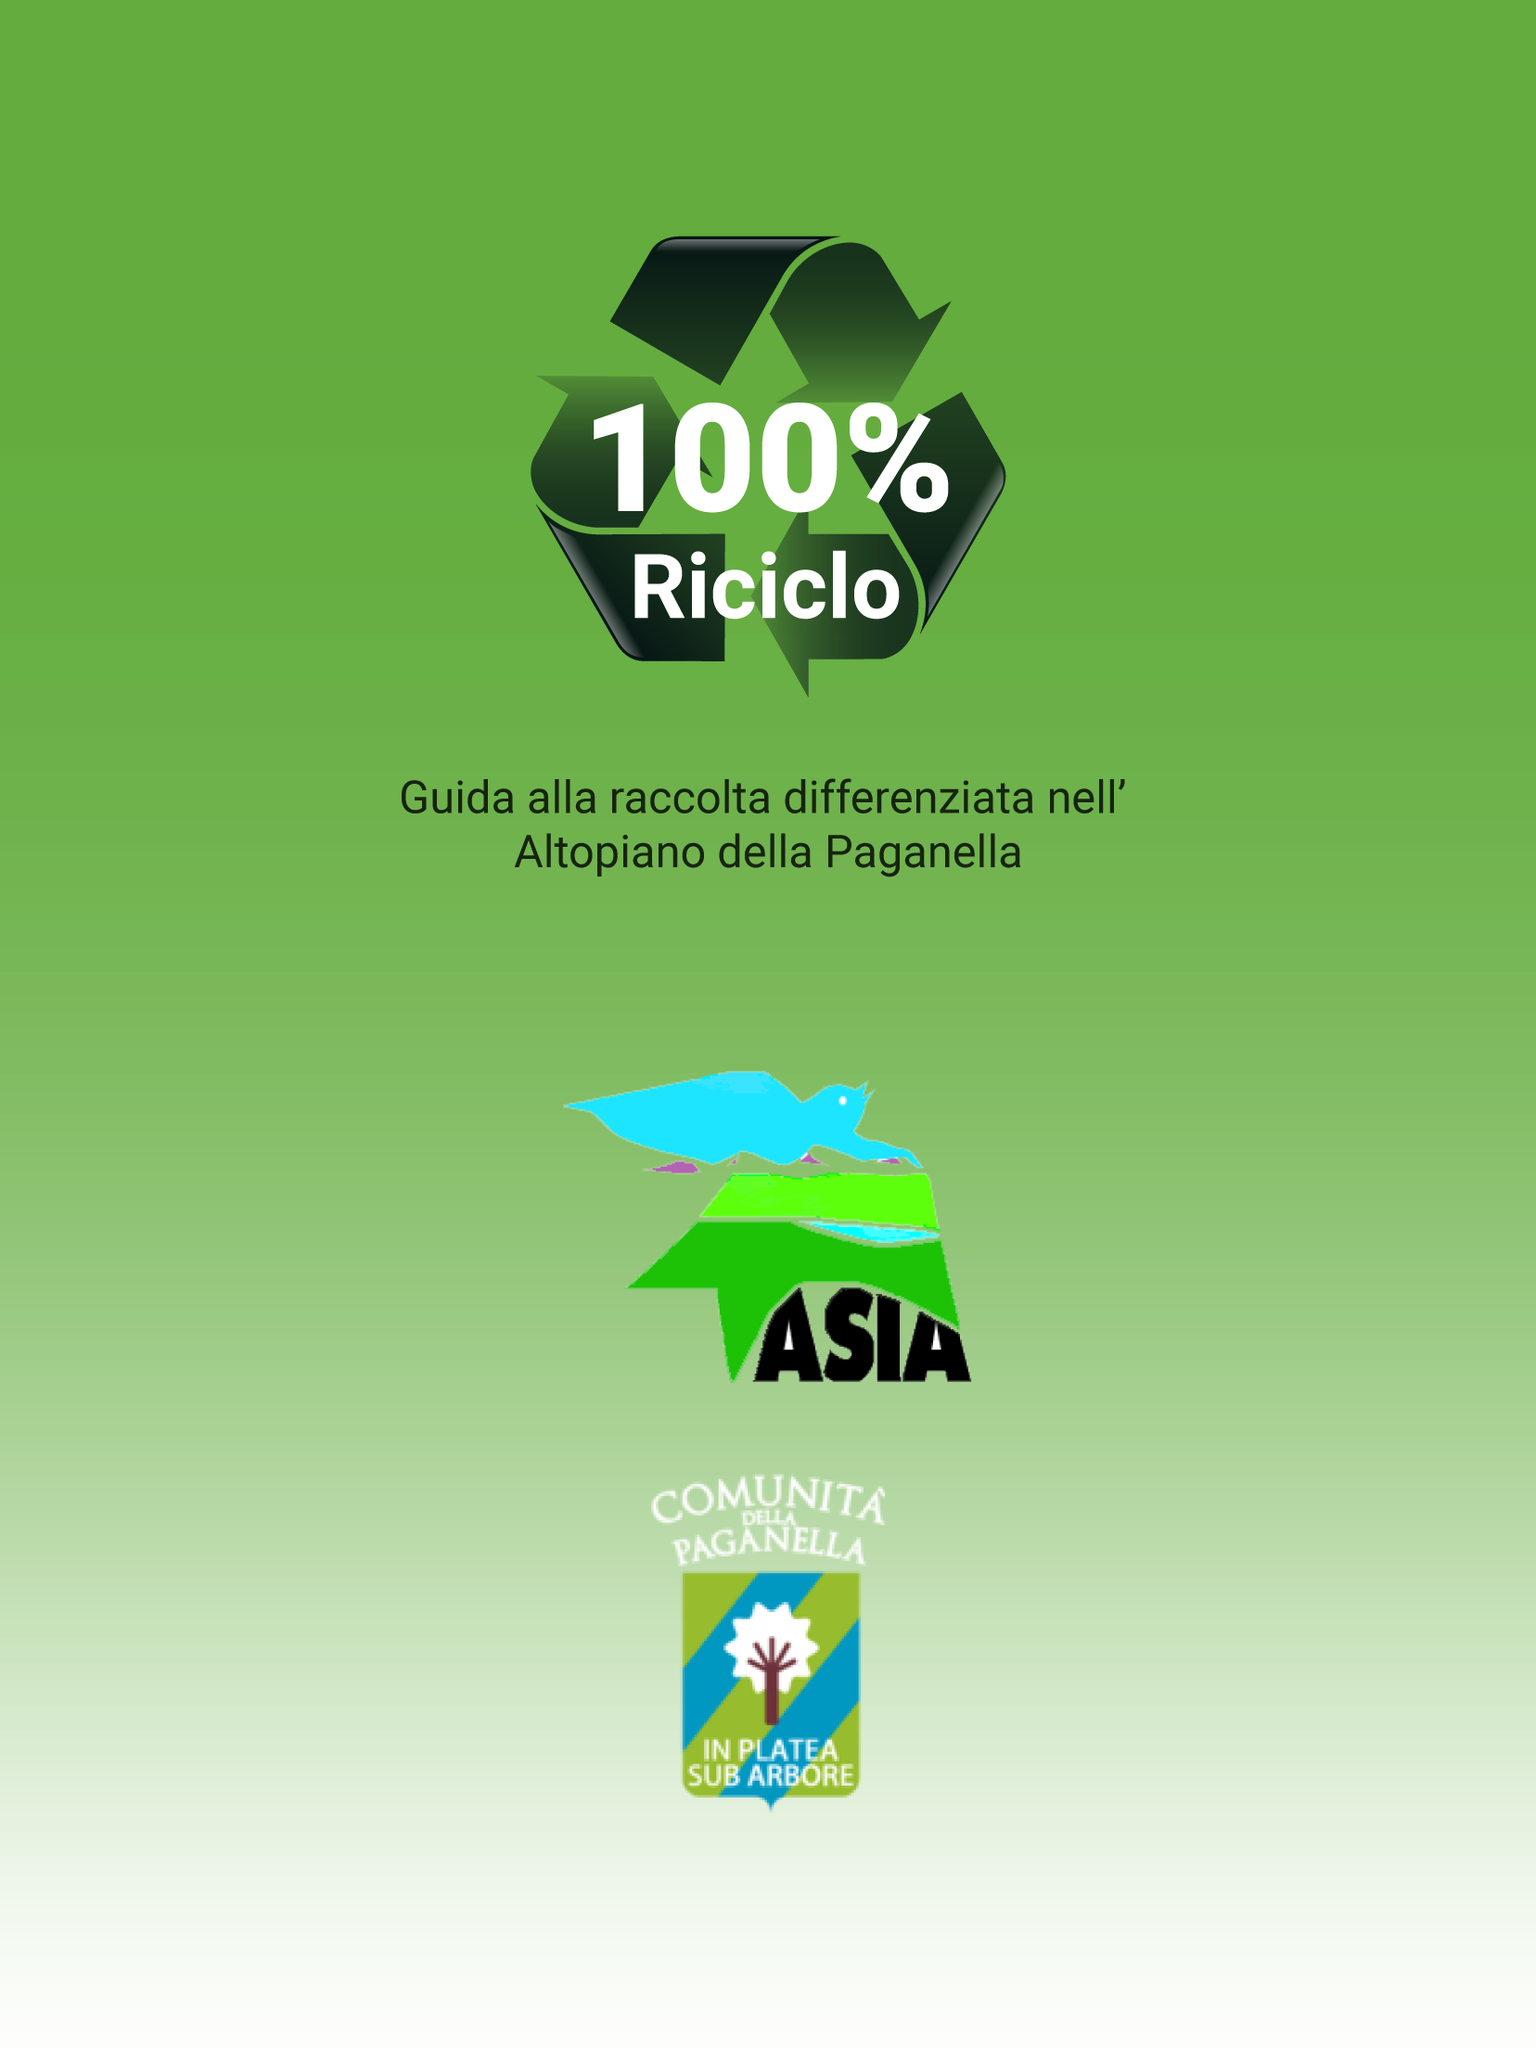 100%
Riciclo
Guida alla raccolta differenziata nell’
Altopiano della Paganella
ASIA
COMUNITÀ
DELLA
PAGANELLA
IN PLATEA
SUB ARBORE